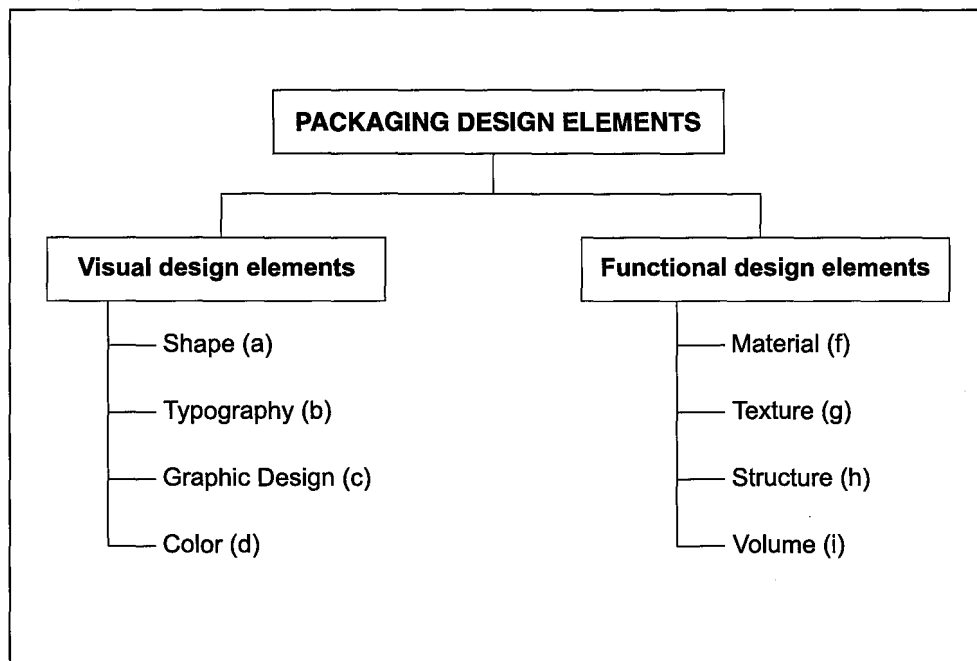 PACKAGING DESIGN ELEMENTS
Visual design elements
Shape (a)
Typography (b)
Graphic Design (c)
Color (d)
Functional design elements
Material (f)
Texture (g)
Structure (h)
Volume (i)